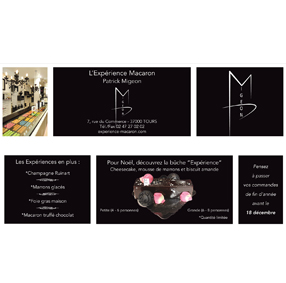 L'Expérience Macaron
Patrick Migeon
MIGEON
7, rue du Commerce - 37000 TOURS
Tél./Fax 02 47 27 02 02
experience-macaron.com
MIGEON
Les Expériences en plus :
*Champagne Ruinart
*Marrons glacés
*Foie gras maison
*Macaron truffé chocolat
Pour Noël, découvrez la bûche "Expérience"
Cheesecake, mousse de marrons et biscuit amande
Petite (4 - 6 personnes)
Grande (6 - 8 personnes)
*Quantité limitée
Pensez
à passer
vos commandes
de fin d'année
avant le
18 décembre